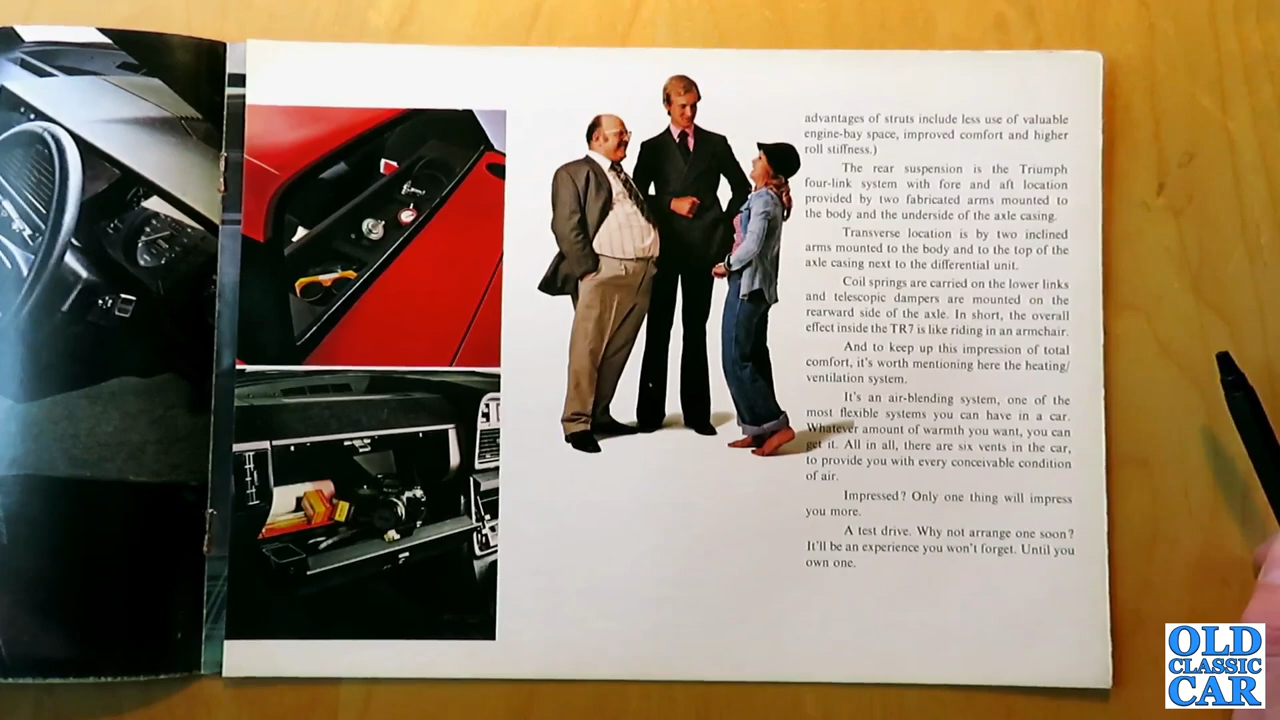 advantages of struts include less use of valuable
engine-bay space, improved comfort and higher
roll stiffness.)
The rear suspension is the Triumph
four-link system with fore and aft location
provided by two fabricated arms mounted to
the body and the underside of the axle casing.
Transverse location is by two inclined
arms mounted to the body and to the top of the
axle casing next to the differential unit.
Coil springs are carried on the lower links
and telescopic dampers are mounted on the
rearward side of the axle. In short, the overall
effect inside the TR7 is like riding in an armchair.
And to keep up this impression of total
comfort, it's worth mentioning here the heating/
ventilation system.
It's an air-blending system, one of the
most flexible systems you can have in a car.
Whatever amount of warmth you want, you can
get it. All in all, there are six vents in the car,
to provide you with every conceivable condition
of air.
Impressed? Only one thing will impress
you more.
A test drive. Why not arrange one soon?
It'll be an experience you won't forget. Until you
own one.
OLD
CLASSIC
CAR